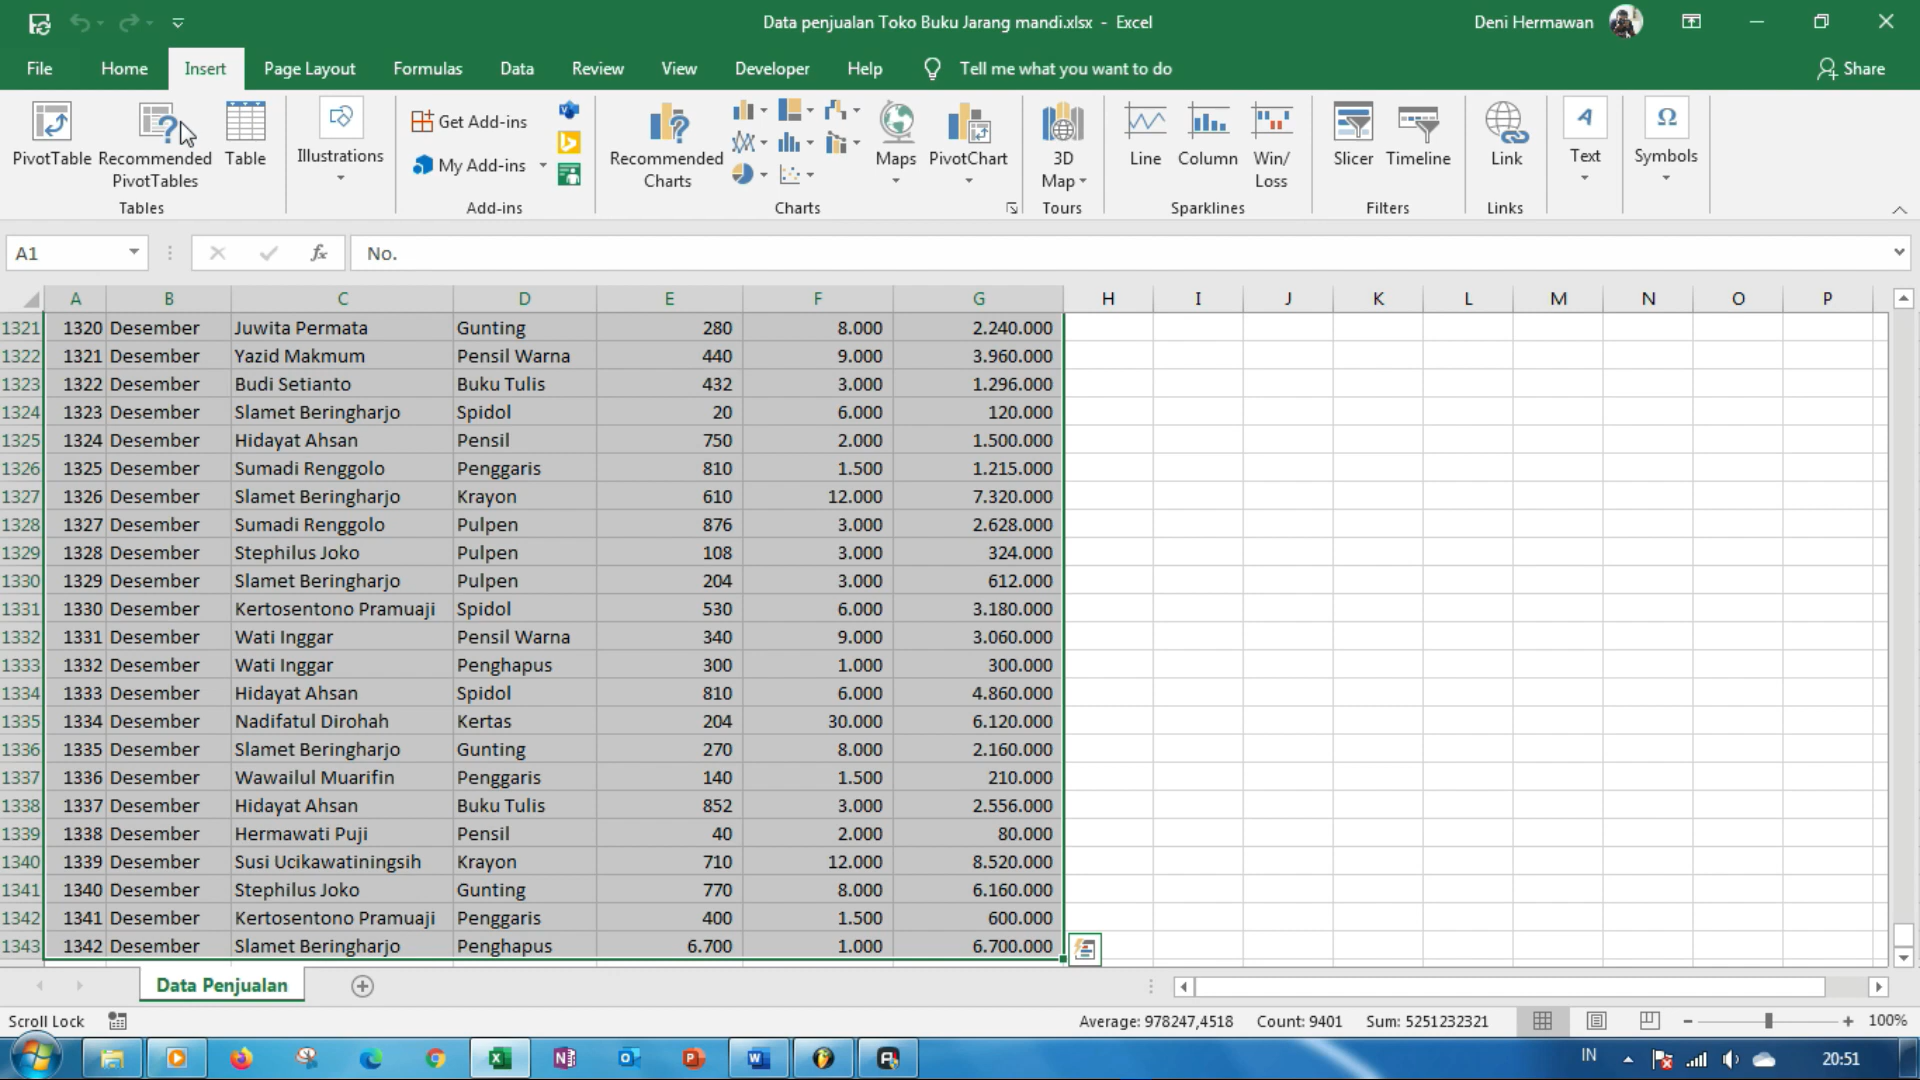 Data penjualan Toko Buku Jarang mandi.xlsx - Excel
Deni Hermawan
File Home Insert Page Layout Formulas Data Review View Developer Help Tell me what you want to do Share
PivotTable Recommended PivotTables Table
Tables
Illustrations
Get Add-ins
My Add-ins
Add-ins
Recommended Charts
Maps PivotChart
Charts
3D Map
Tours
Line Column Win/Loss
Sparklines
Slicer Timeline
Filters
Link
Links
Text
Symbols
A1 fx No.
A B C D E F G H I J K L M N O P
1321 1320 Desember Juwita Permata Gunting 280 8.000 2.240.000
1322 1321 Desember Yazid Makmum Pensil Warna 440 9.000 3.960.000
1323 1322 Desember Budi Setianto Buku Tulis 432 3.000 1.296.000
1324 1323 Desember Slamet Beringharjo Spidol 20 6.000 120.000
1325 1324 Desember Hidayat Ahsan Pensil 750 2.000 1.500.000
1326 1325 Desember Sumadi Renggolo Penggaris 810 1.500 1.215.000
1327 1326 Desember Slamet Beringharjo Krayon 610 12.000 7.320.000
1328 1327 Desember Sumadi Renggolo Pulpen 876 3.000 2.628.000
1329 1328 Desember Stephilus Joko Pulpen 108 3.000 324.000
1330 1329 Desember Slamet Beringharjo Pulpen 204 3.000 612.000
1331 1330 Desember Kertosentono Pramuaji Spidol 530 6.000 3.180.000
1332 1331 Desember Wati Inggar Pensil Warna 340 9.000 3.060.000
1333 1332 Desember Wati Inggar Penghapus 300 1.000 300.000
1334 1333 Desember Hidayat Ahsan Spidol 810 6.000 4.860.000
1335 1334 Desember Nadifatul Dirohah Kertas 204 30.000 6.120.000
1336 1335 Desember Slamet Beringharjo Gunting 270 8.000 2.160.000
1337 1336 Desember Wawailul Muarifin Penggaris 140 1.500 210.000
1338 1337 Desember Hidayat Ahsan Buku Tulis 852 3.000 2.556.000
1339 1338 Desember Hermawati Puji Pensil 40 2.000 80.000
1340 1339 Desember Susi Ucikawatiningsih Krayon 710 12.000 8.520.000
1341 1340 Desember Stephilus Joko Gunting 770 8.000 6.160.000
1342 1341 Desember Kertosentono Pramuaji Penggaris 400 1.500 600.000
1343 1342 Desember Slamet Beringharjo Penghapus 6.700 1.000 6.700.000
Data Penjualan
Scroll Lock Average: 978247,4518 Count: 9401 Sum: 5251232321 100%
IN 20:51